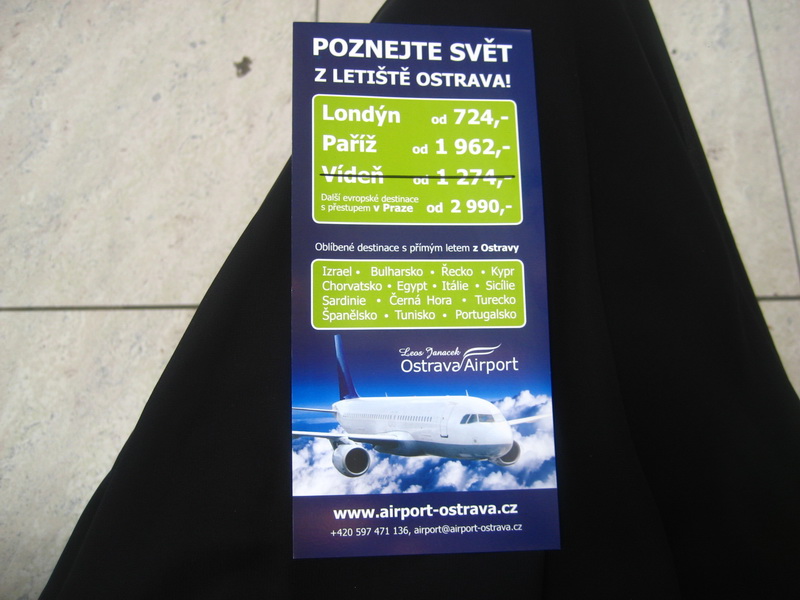 POZNEJTE SVĚT
Z LETIŠTĚ OSTRAVA!
Londýn od 724,-
Paříž od 1 962,-
Vídeň od 1 274,-
Další evropské destinace
s přestupem v Praze od 2 990,-
Oblíbené destinace s přímým letem z Ostravy
Izrael • Bulharsko • Řecko • Kypr
Chorvatsko • Egypt • Itálie • Sicílie
Sardinie • Černá Hora • Turecko
Španělsko • Tunisko • Portugalsko
Leos Janacek
Ostrava Airport
www.airport-ostrava.cz
+420 597 471 136, airport@airport-ostrava.cz